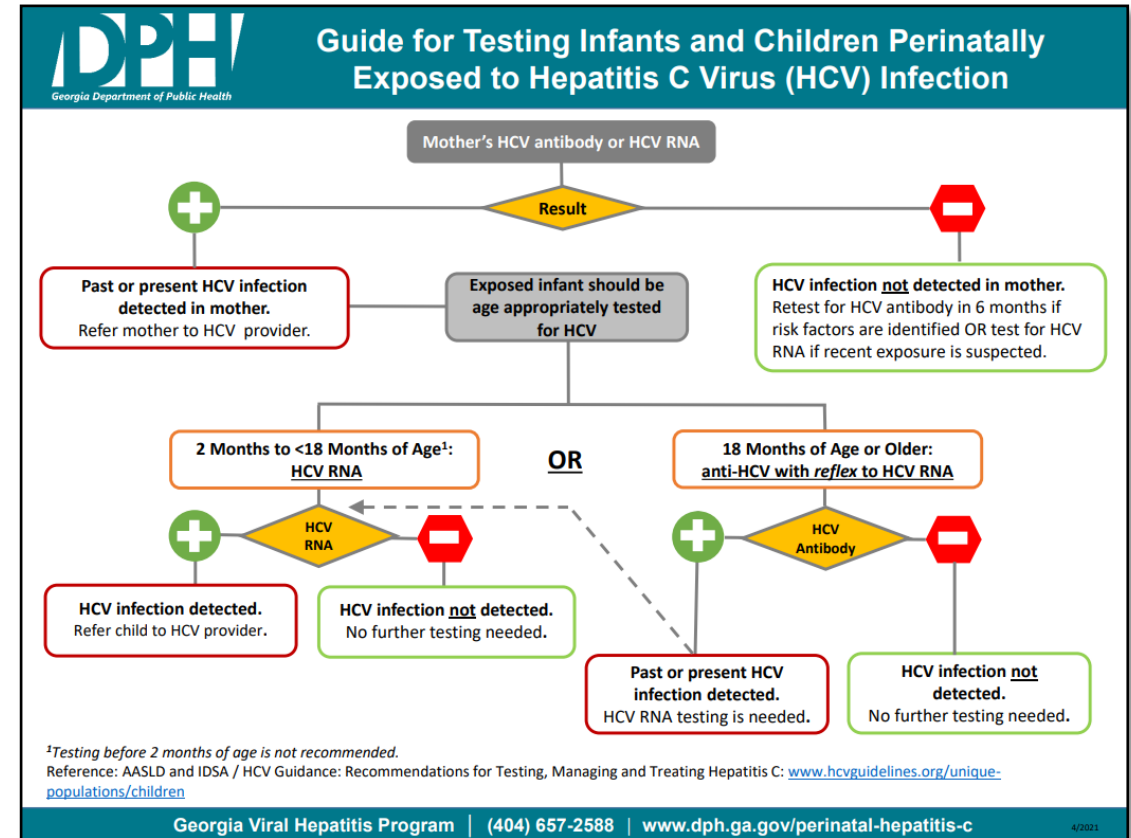 DPH
Georgia Department of Public Health
Guide for Testing Infants and Children Perinatally
Exposed to Hepatitis C Virus (HCV) Infection
Mother's HCV antibody or HCV RNA
Result
Past or present HCV infection
detected in mother.
Refer mother to HCV provider.
Exposed infant should be
age appropriately tested
for HCV
HCV infection not detected in mother.
Retest for HCV antibody in 6 months if
risk factors are identified OR test for HCV
RNA if recent exposure is suspected.
2 Months to <18 Months of Age¹:
HCV RNA
OR
18 Months of Age or Older:
anti-HCV with reflex to HCV RNA
HCV
RNA
HCV
Antibody
HCV infection detected.
Refer child to HCV provider.
HCV infection not detected.
No further testing needed.
Past or present HCV
infection detected.
HCV RNA testing is needed.
HCV infection not
detected.
No further testing needed.
¹Testing before 2 months of age is not recommended.
Reference: AASLD and IDSA / HCV Guidance: Recommendations for Testing, Managing and Treating Hepatitis C: www.hcvguidelines.org/unique-
populations/children
Georgia Viral Hepatitis Program | (404) 657-2588 | www.dph.ga.gov/perinatal-hepatitis-c
4/2021